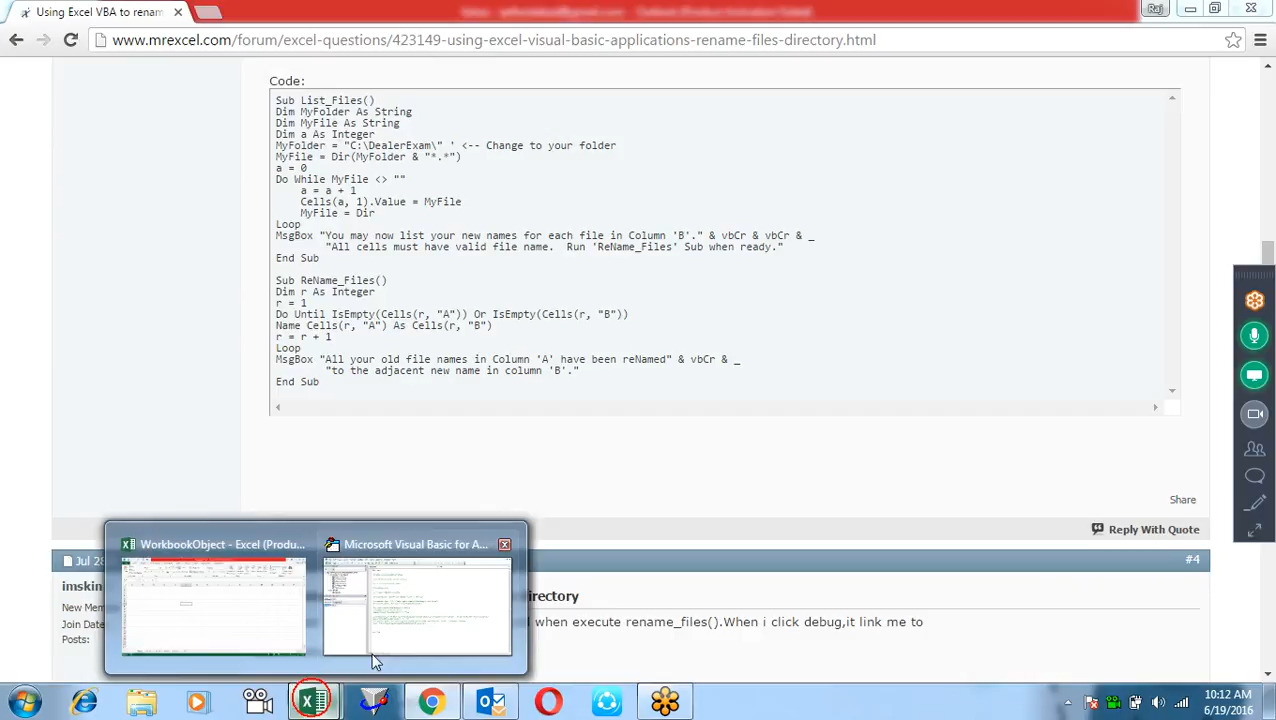 Using Excel VBA to renam
Raj
www.mrexcel.com/forum/excel-questions/423149-using-excel-visual-basic-applications-rename-files-directory.html
Code:
Sub List_Files()
Dim MyFolder As String
Dim MyFile As String
Dim a As Integer
MyFolder = "C:\DealerExam\" ' <-- Change to your folder
MyFile = Dir(MyFolder & "*.*")
a = 0
Do While MyFile <> ""
a = a + 1
Cells(a, 1).Value = MyFile
MyFile = Dir
Loop
MsgBox "You may now list your new names for each file in Column 'B'." & vbCr & vbCr & _
"All cells must have valid file name.  Run 'ReName_Files' Sub when ready."
End Sub
Sub ReName_Files()
Dim r As Integer
r = 1
Do Until IsEmpty(Cells(r, "A")) Or IsEmpty(Cells(r, "B"))
Name Cells(r, "A") As Cells(r, "B")
r = r + 1
Loop
MsgBox "All your old file names in Column 'A' have been reNamed" & vbCr & _
"to the adjacent new name in column 'B'."
End Sub
Share
Reply With Quote
WorkbookObject - Excel (Produ...
Microsoft Visual Basic for A...
Jul 2
#4
inskin
directory
New Me
Join Date
when execute rename_files().When i click debug,it link me to
Posts:
10:12 AM
6/19/2016